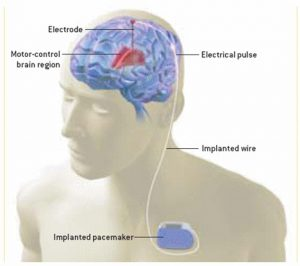 Electrode
Motor-control
brain region
Electrical pulse
Implanted wire
Implanted pacemaker